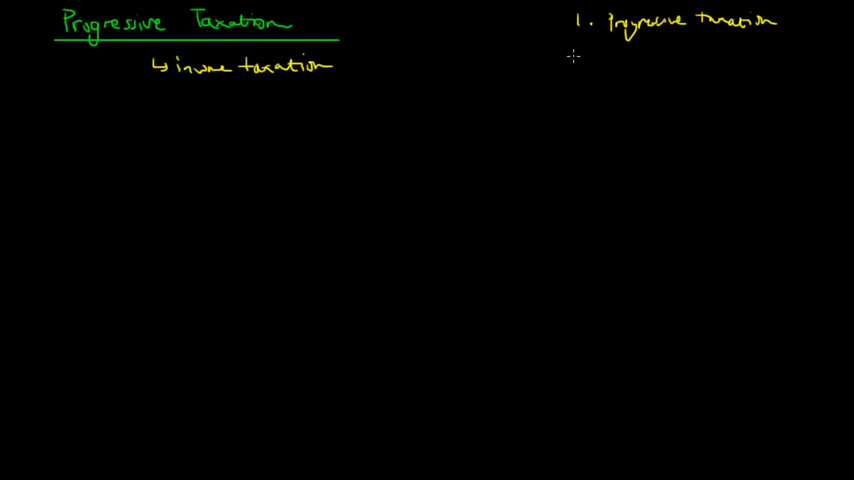 Progressive Taxation
↳ income taxation
1. Progressive taxation